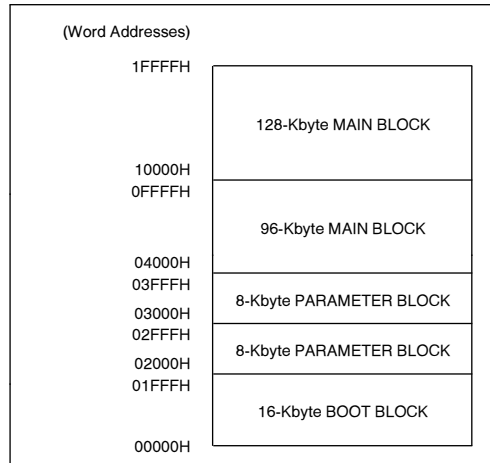 (Word Addresses)
1FFFFH
128-Kbyte MAIN BLOCK
10000H
0FFFFH
96-Kbyte MAIN BLOCK
04000H
03FFFH
8-Kbyte PARAMETER BLOCK
03000H
02FFFH
8-Kbyte PARAMETER BLOCK
02000H
01FFFH
16-Kbyte BOOT BLOCK
00000H